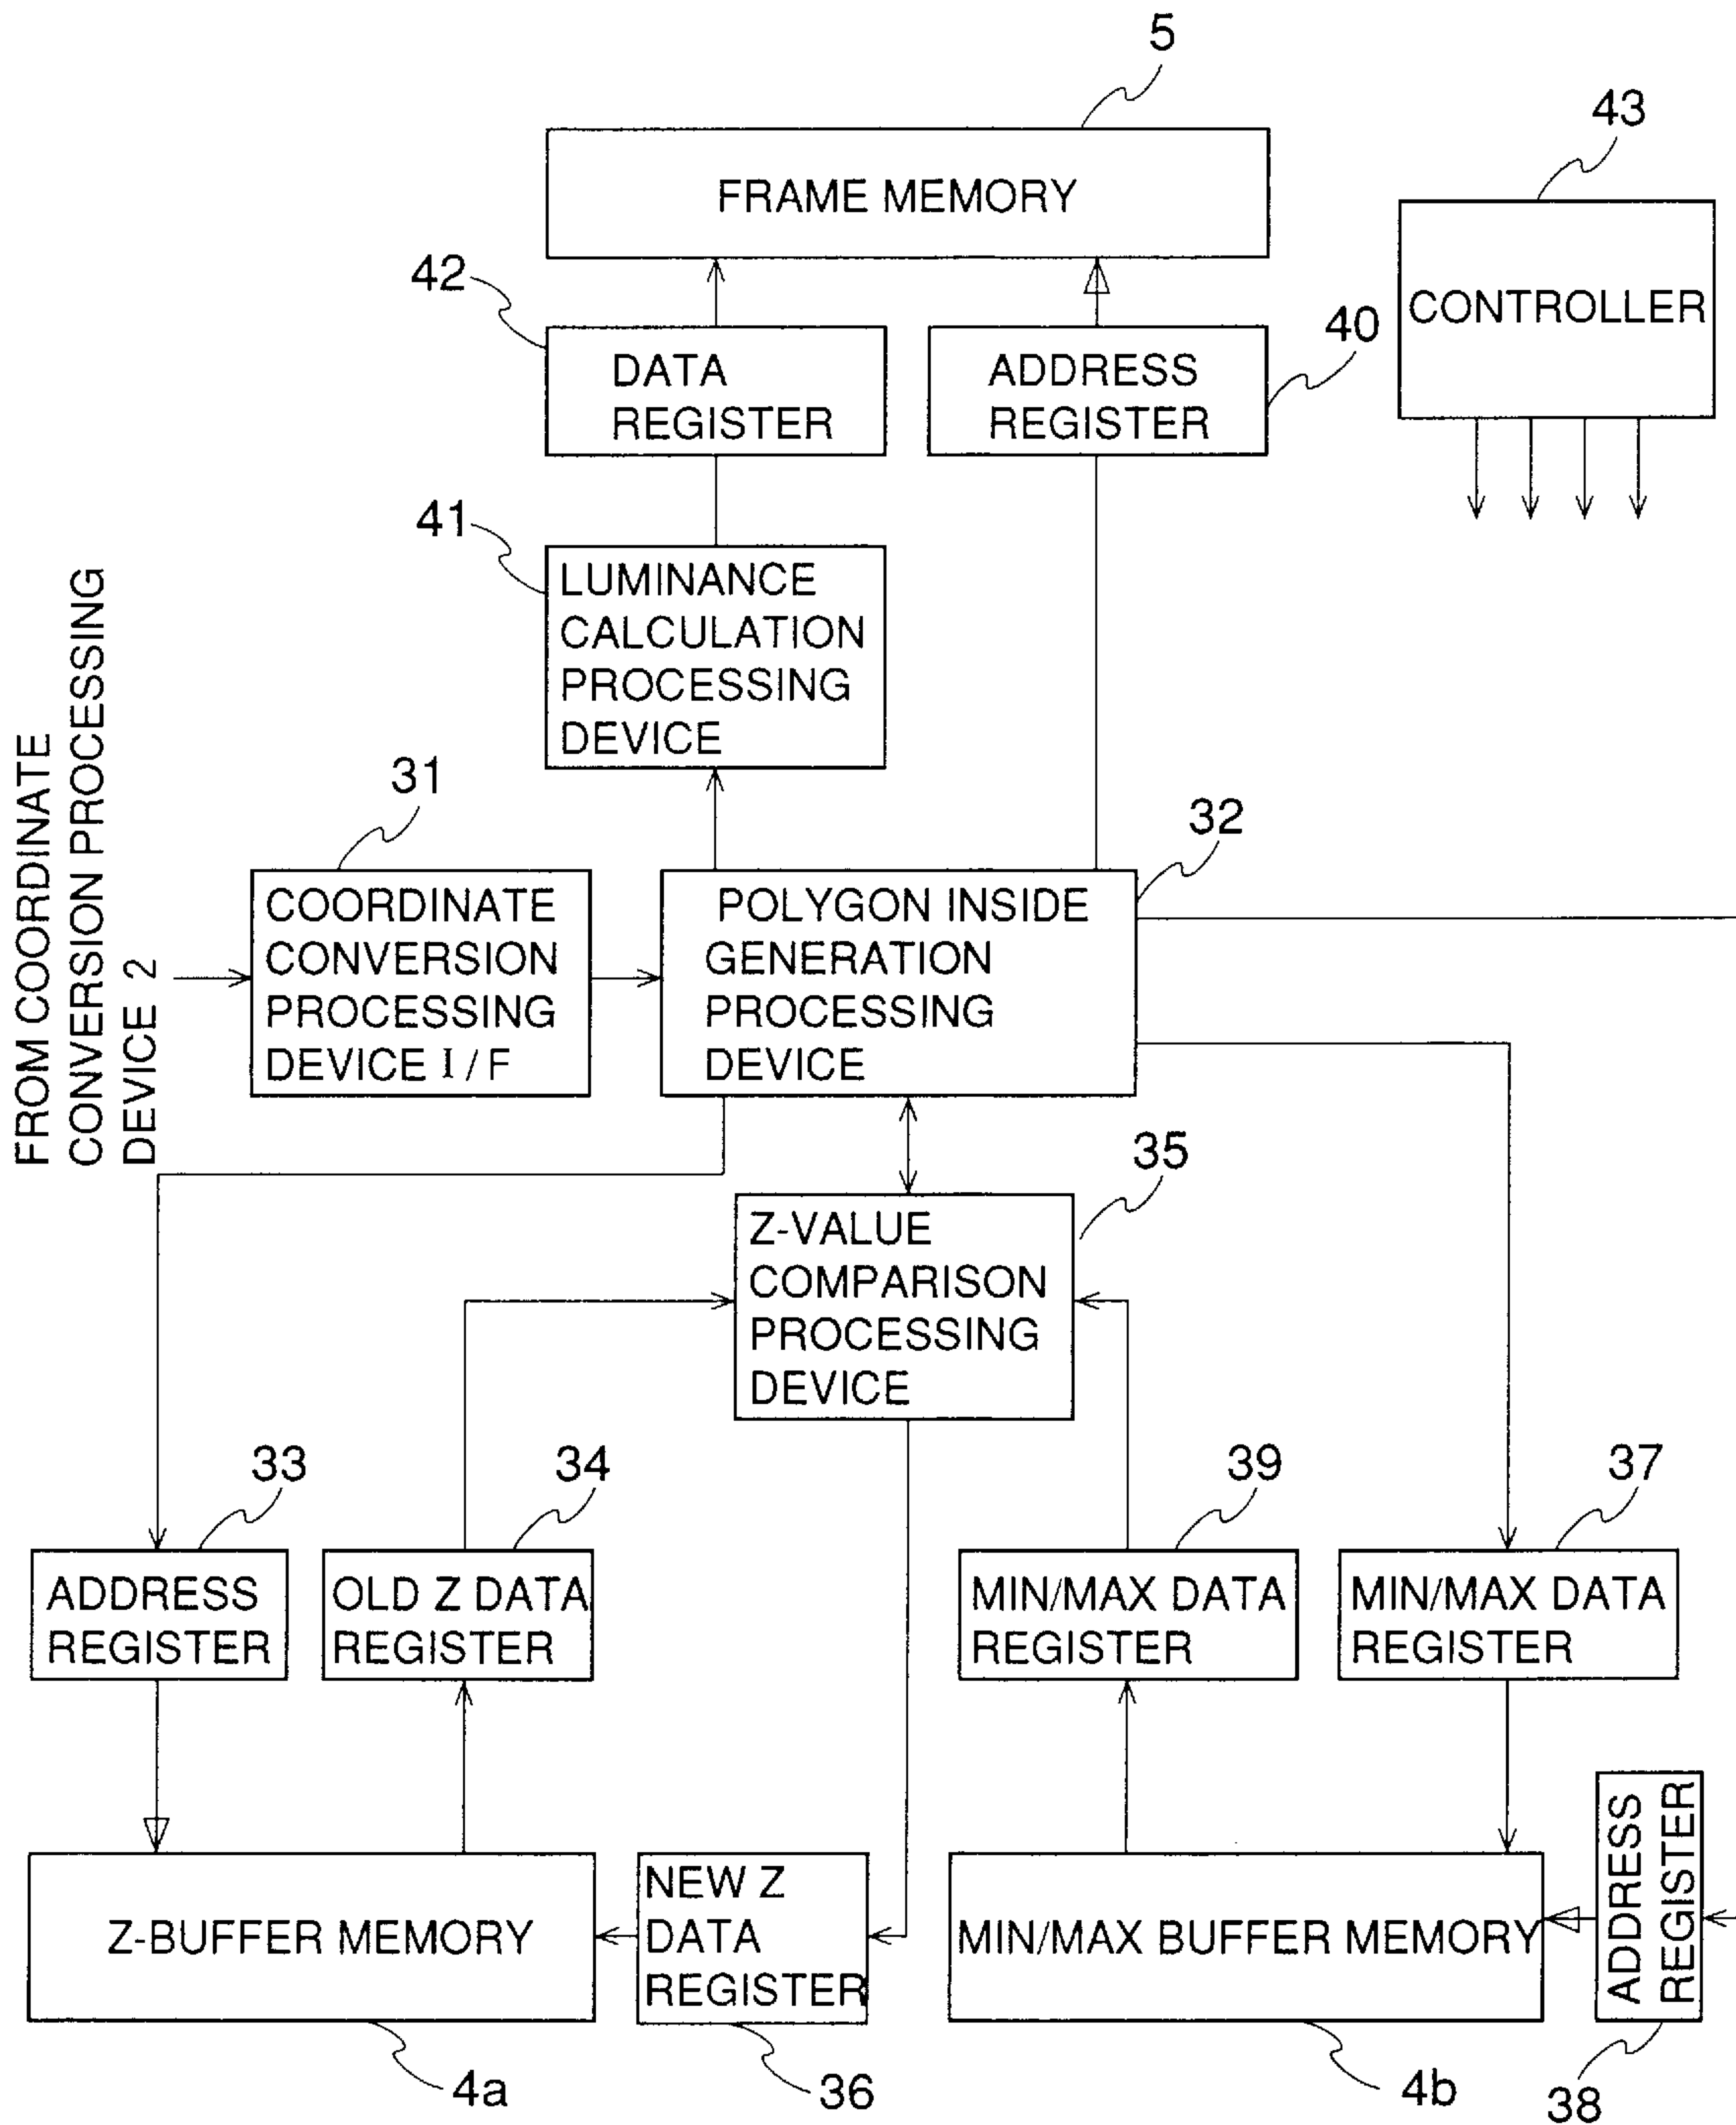 5
FRAME MEMORY
43
CONTROLLER
42
DATA
REGISTER
40
ADDRESS
REGISTER
41
LUMINANCE
CALCULATION
PROCESSING
DEVICE
FROM COORDINATE
CONVERSION PROCESSING
DEVICE 2
31
COORDINATE
CONVERSION
PROCESSING
DEVICE I/F
32
POLYGON INSIDE
GENERATION
PROCESSING
DEVICE
35
Z-VALUE
COMPARISON
PROCESSING
DEVICE
33
ADDRESS
REGISTER
34
OLD Z DATA
REGISTER
39
MIN/MAX DATA
REGISTER
37
MIN/MAX DATA
REGISTER
Z-BUFFER MEMORY
4a
NEW Z
DATA
REGISTER
36
MIN/MAX BUFFER MEMORY
4b
ADDRESS
REGISTER
38